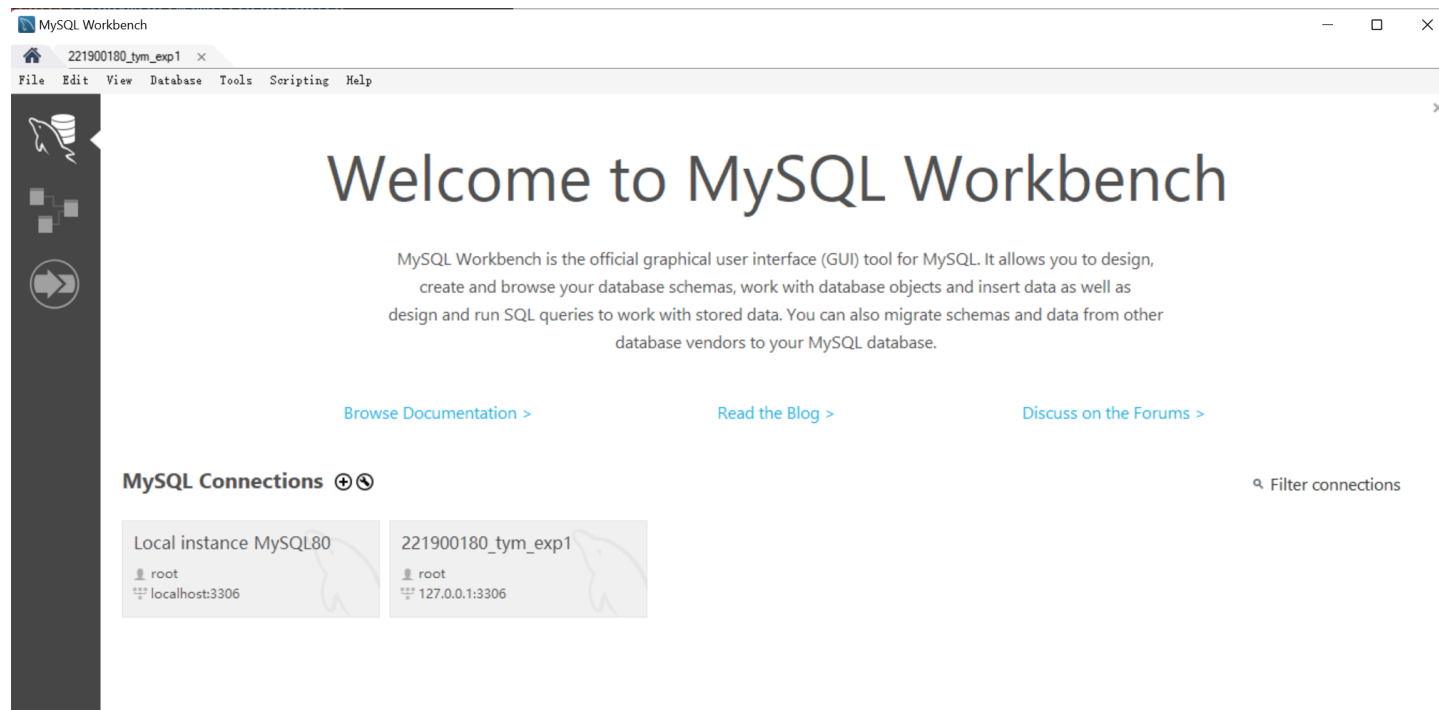 MySQL Workbench
221900180_tym_exp1
File Edit View Database Tools Scripting Help
Welcome to MySQL Workbench
MySQL Workbench is the official graphical user interface (GUI) tool for MySQL. It allows you to design,
create and browse your database schemas, work with database objects and insert data as well as
design and run SQL queries to work with stored data. You can also migrate schemas and data from other
database vendors to your MySQL database.
Browse Documentation > Read the Blog > Discuss on the Forums >
MySQL Connections Filter connections
Local instance MySQL80 221900180_tym_exp1
root root
localhost:3306 127.0.0.1:3306